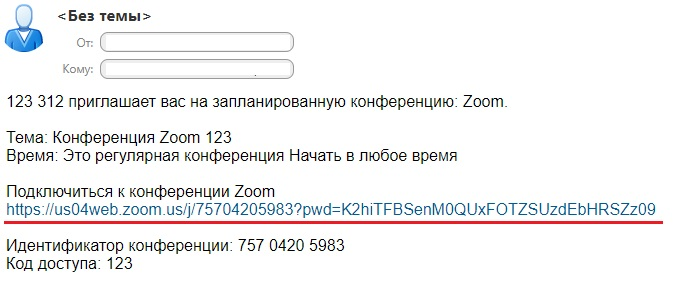 <Без темы>
От:
Кому:
123 312 приглашает вас на запланированную конференцию: Zoom.
Тема: Конференция Zoom 123
Время: Это регулярная конференция Начать в любое время
Подключиться к конференции Zoom
https://us04web.zoom.us/j/75704205983?pwd=K2hiTFBSenM0QUxFOTZSUzdEbHRSZz09
Идентификатор конференции: 757 0420 5983
Код доступа: 123